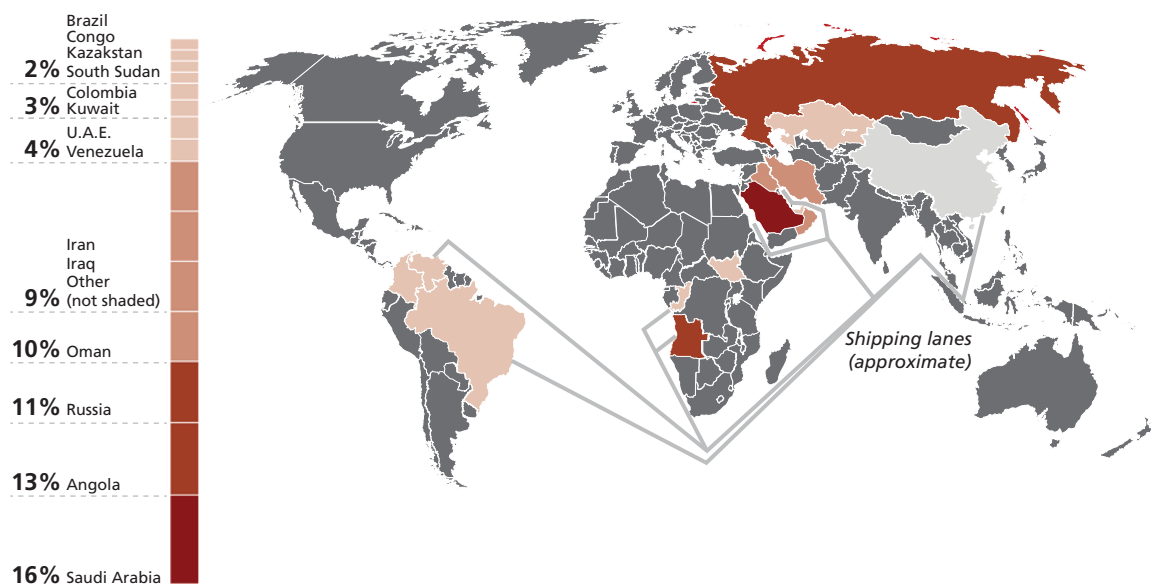 Brazil
Congo
Kazakstan
2% South Sudan
Colombia
3% Kuwait
U.A.E.
4% Venezuela
Iran
Iraq
Other
9% (not shaded)
10% Oman
11% Russia
13% Angola
16% Saudi Arabia
Shipping lanes
(approximate)